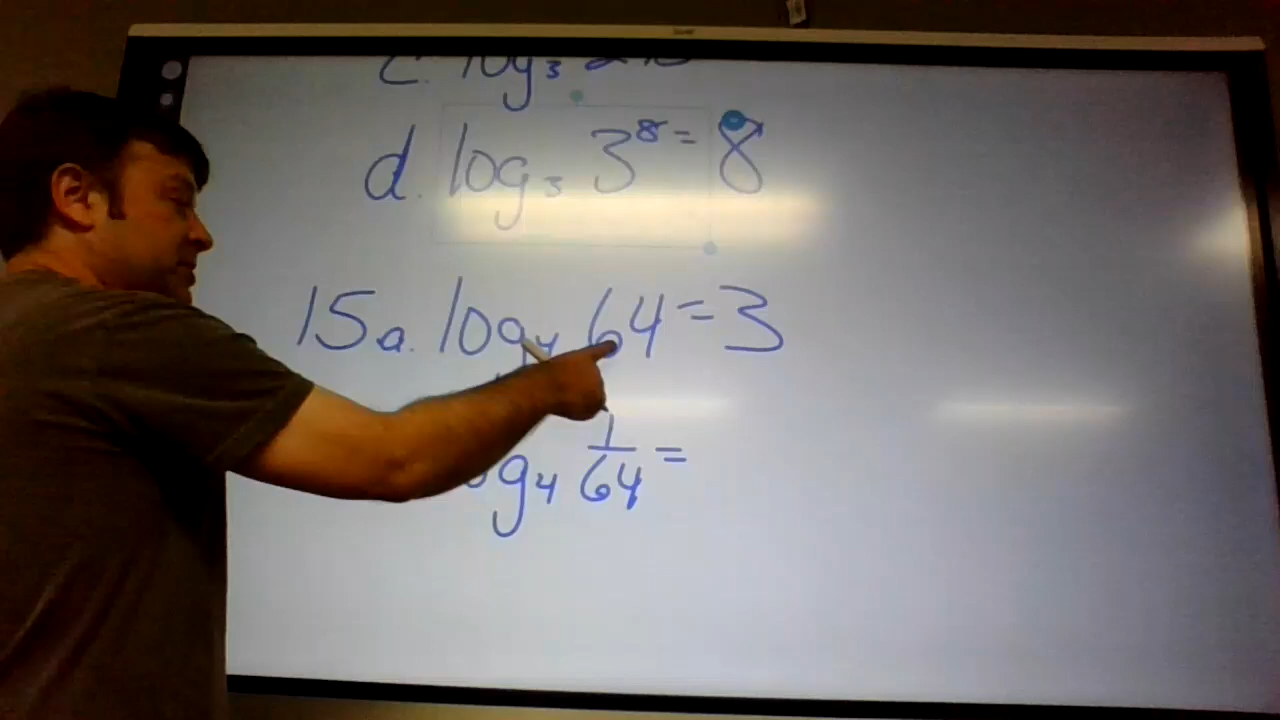 c. log₃
d. log₃ 3⁸ = 8
15a. log₄ 64 = 3
log₄ 1/64 =